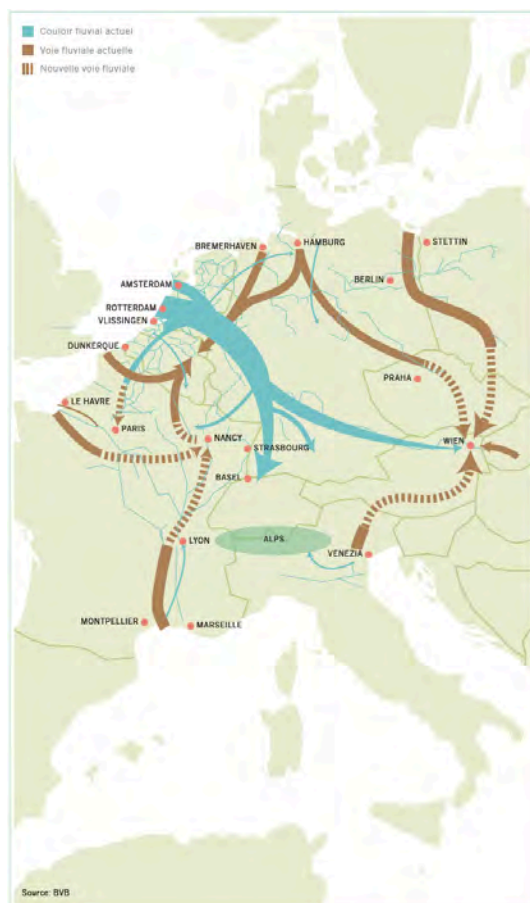 Couloir fluvial actuel
Voie fluviale actuelle
Nouvelle voie fluviale
BREMERHAVEN
HAMBURG
STETTIN
BERLIN
AMSTERDAM
ROTTERDAM
VLISSINGEN
DUNKERQUE
PRAHA
LE HAVRE
PARIS
NANCY
STRASBOURG
WIEN
BASEL
LYON
ALPS
VENEZIA
MONTPELLIER
MARSEILLE
Source: BVB